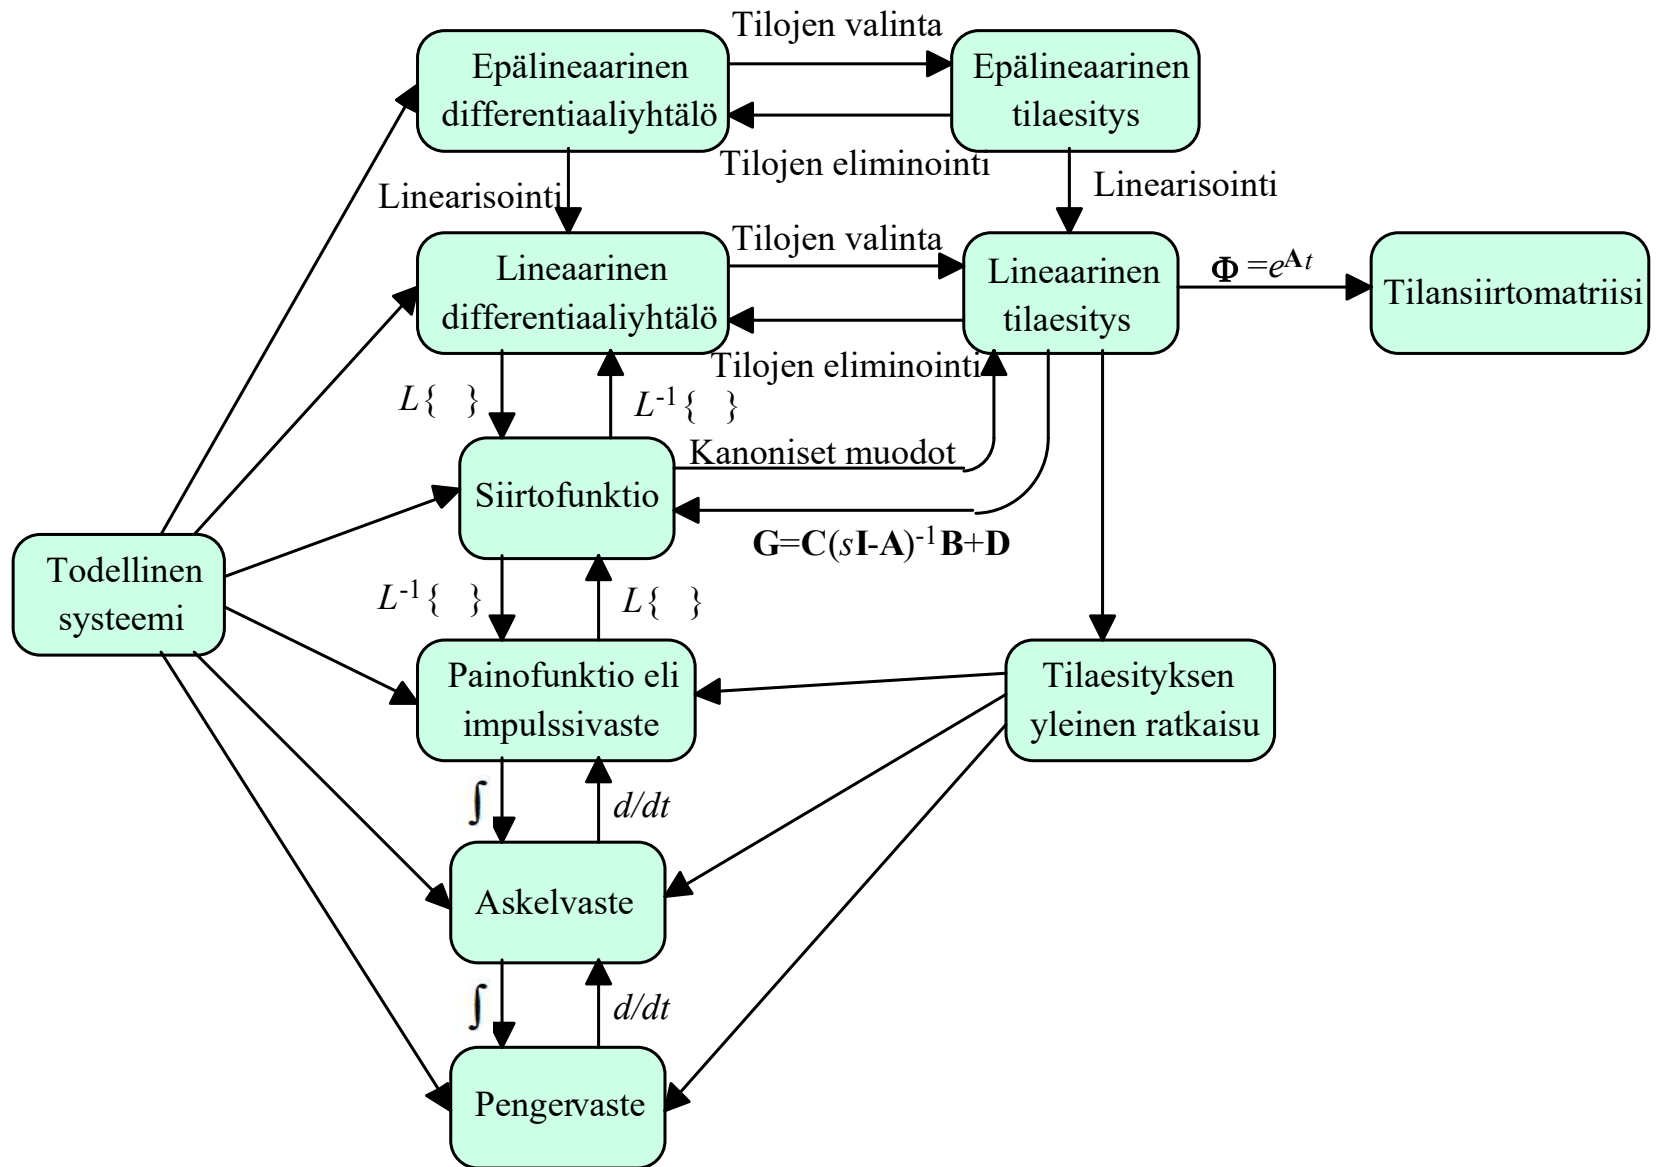 Tilojen valinta
Epälineaarinen
differentiaaliyhtälö
Epälineaarinen
tilaesitys
Tilojen eliminointi
Linearisointi
Linearisointi
Tilojen valinta
Lineaarinen
differentiaaliyhtälö
Lineaarinen
tilaesitys
Φ=e^At
Tilansiirtomatriisi
Tilojen eliminointi
L{ }
L⁻¹{ }
Kanoniset muodot
Siirtofunktio
G=C(sI-A)⁻¹B+D
Todellinen
systeemi
L⁻¹{ }
L{ }
Painofunktio eli
impulssivaste
Tilaesityksen
yleinen ratkaisu
∫
d/dt
Askelvaste
∫
d/dt
Pengervaste